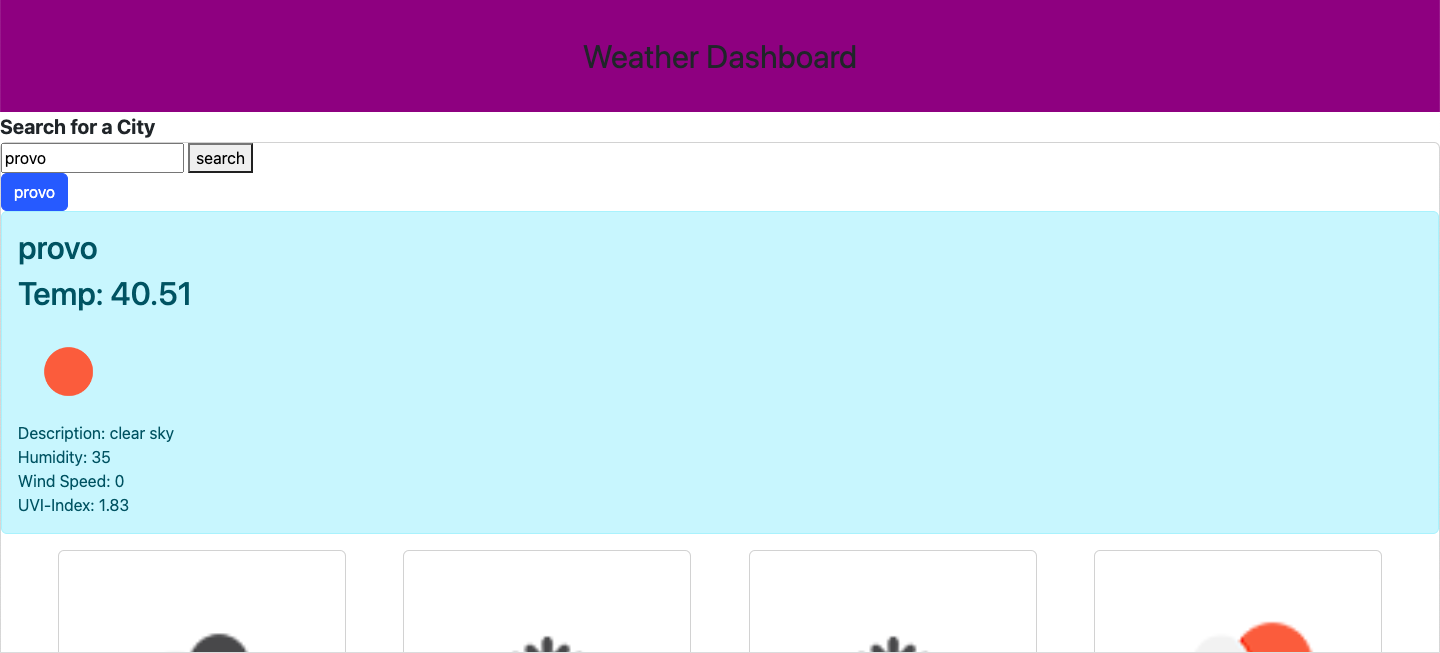 Weather Dashboard
Search for a City
provo search
provo
provo
Temp: 40.51
Description: clear sky
Humidity: 35
Wind Speed: 0
UVI-Index: 1.83